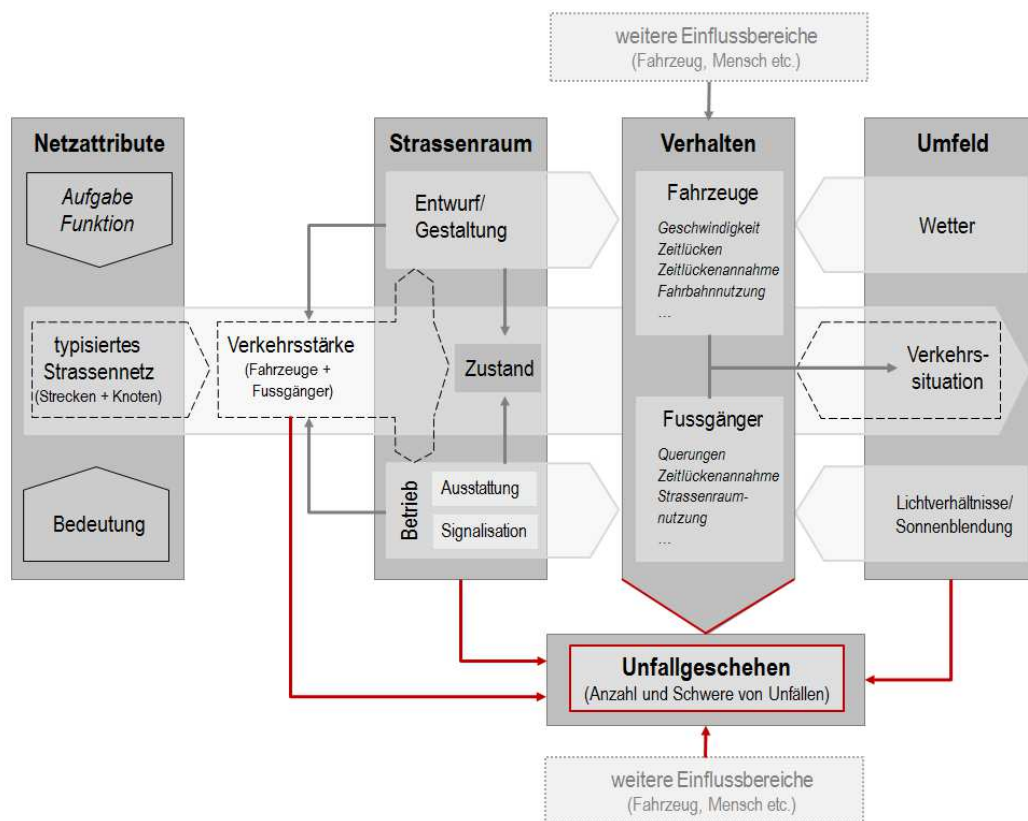 weitere Einflussbereiche
(Fahrzeug, Mensch etc.)
Netzattribute
Aufgabe
Funktion
typisiertes
Strassennetz
(Strecken + Knoten)
Bedeutung
Verkehrsstärke
(Fahrzeuge +
Fussgänger)
Strassenraum
Entwurf/
Gestaltung
Zustand
Betrieb
Ausstattung
Signalisation
Verhalten
Fahrzeuge
Geschwindigkeit
Zeitlücken
Zeitlückenannahme
Fahrbahnnutzung
...
Fussgänger
Querungen
Zeitlückenannahme
Strassenraum-
nutzung
...
Umfeld
Wetter
Verkehrs-
situation
Lichtverhältnisse/
Sonnenblendung
Unfallgeschehen
(Anzahl und Schwere von Unfällen)
weitere Einflussbereiche
(Fahrzeug, Mensch etc.)